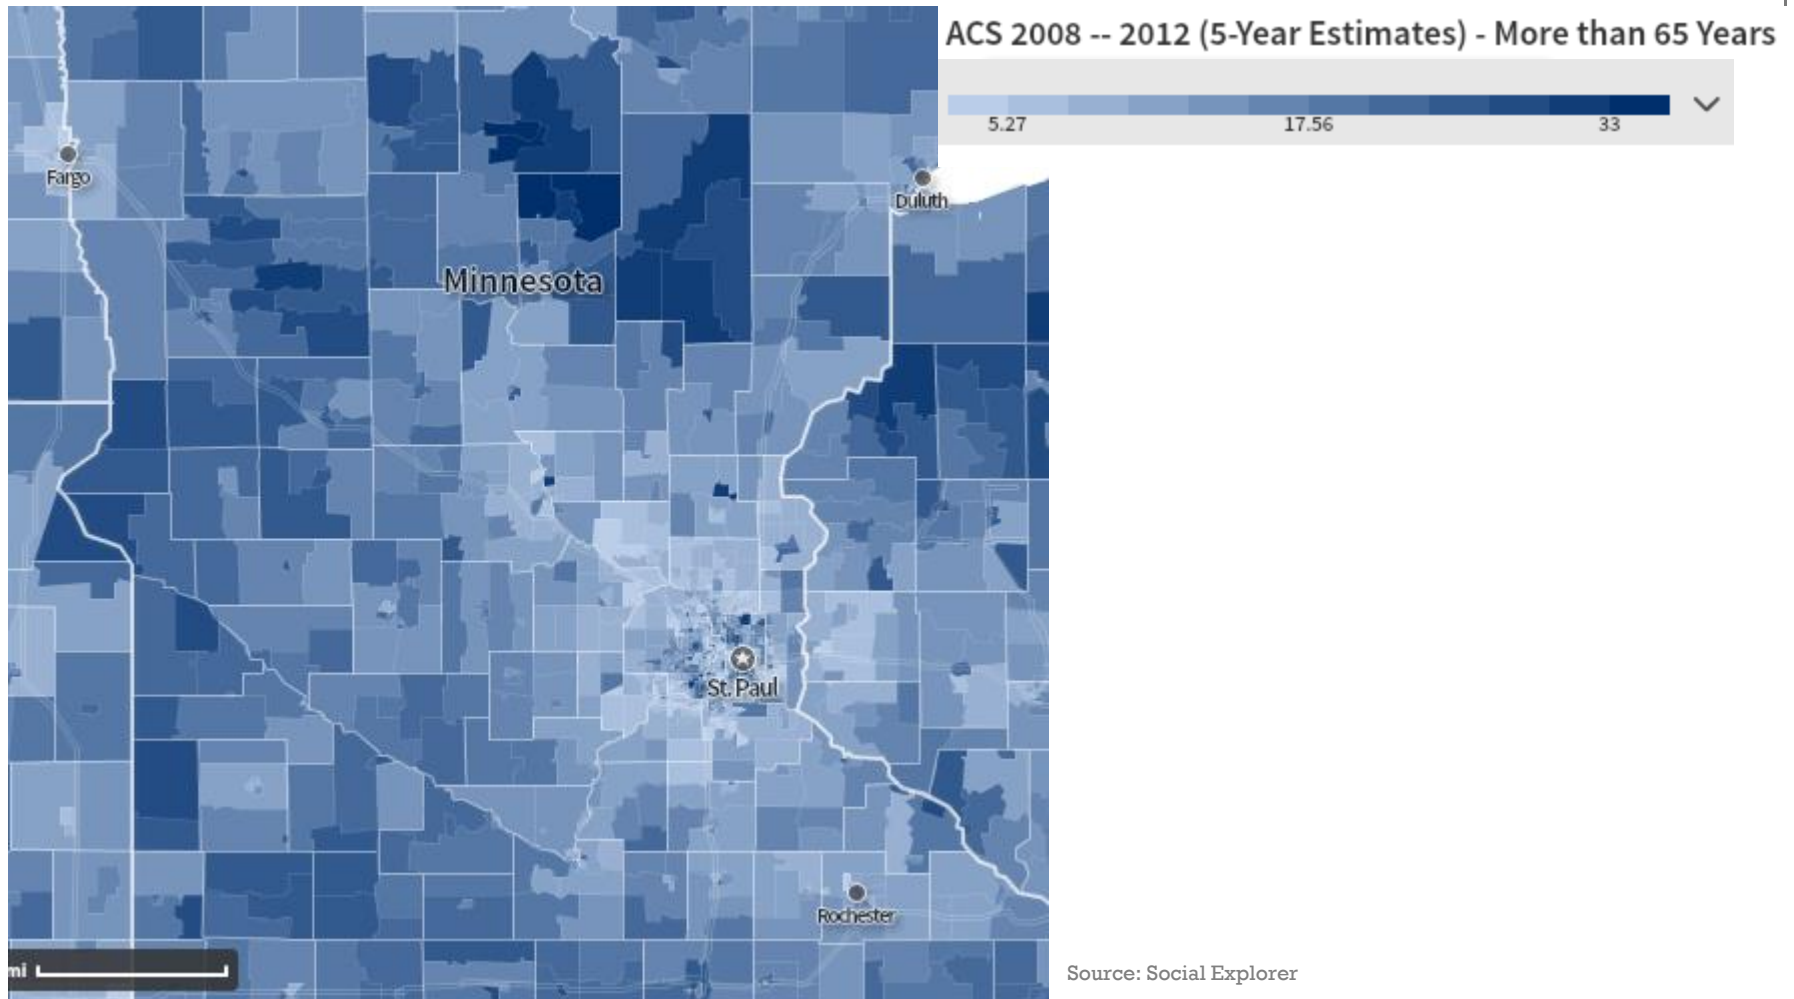 ACS 2008 -- 2012 (5-Year Estimates) - More than 65 Years
5.27 17.56 33
Fargo
Duluth
Minnesota
St. Paul
Rochester
mi
Source: Social Explorer